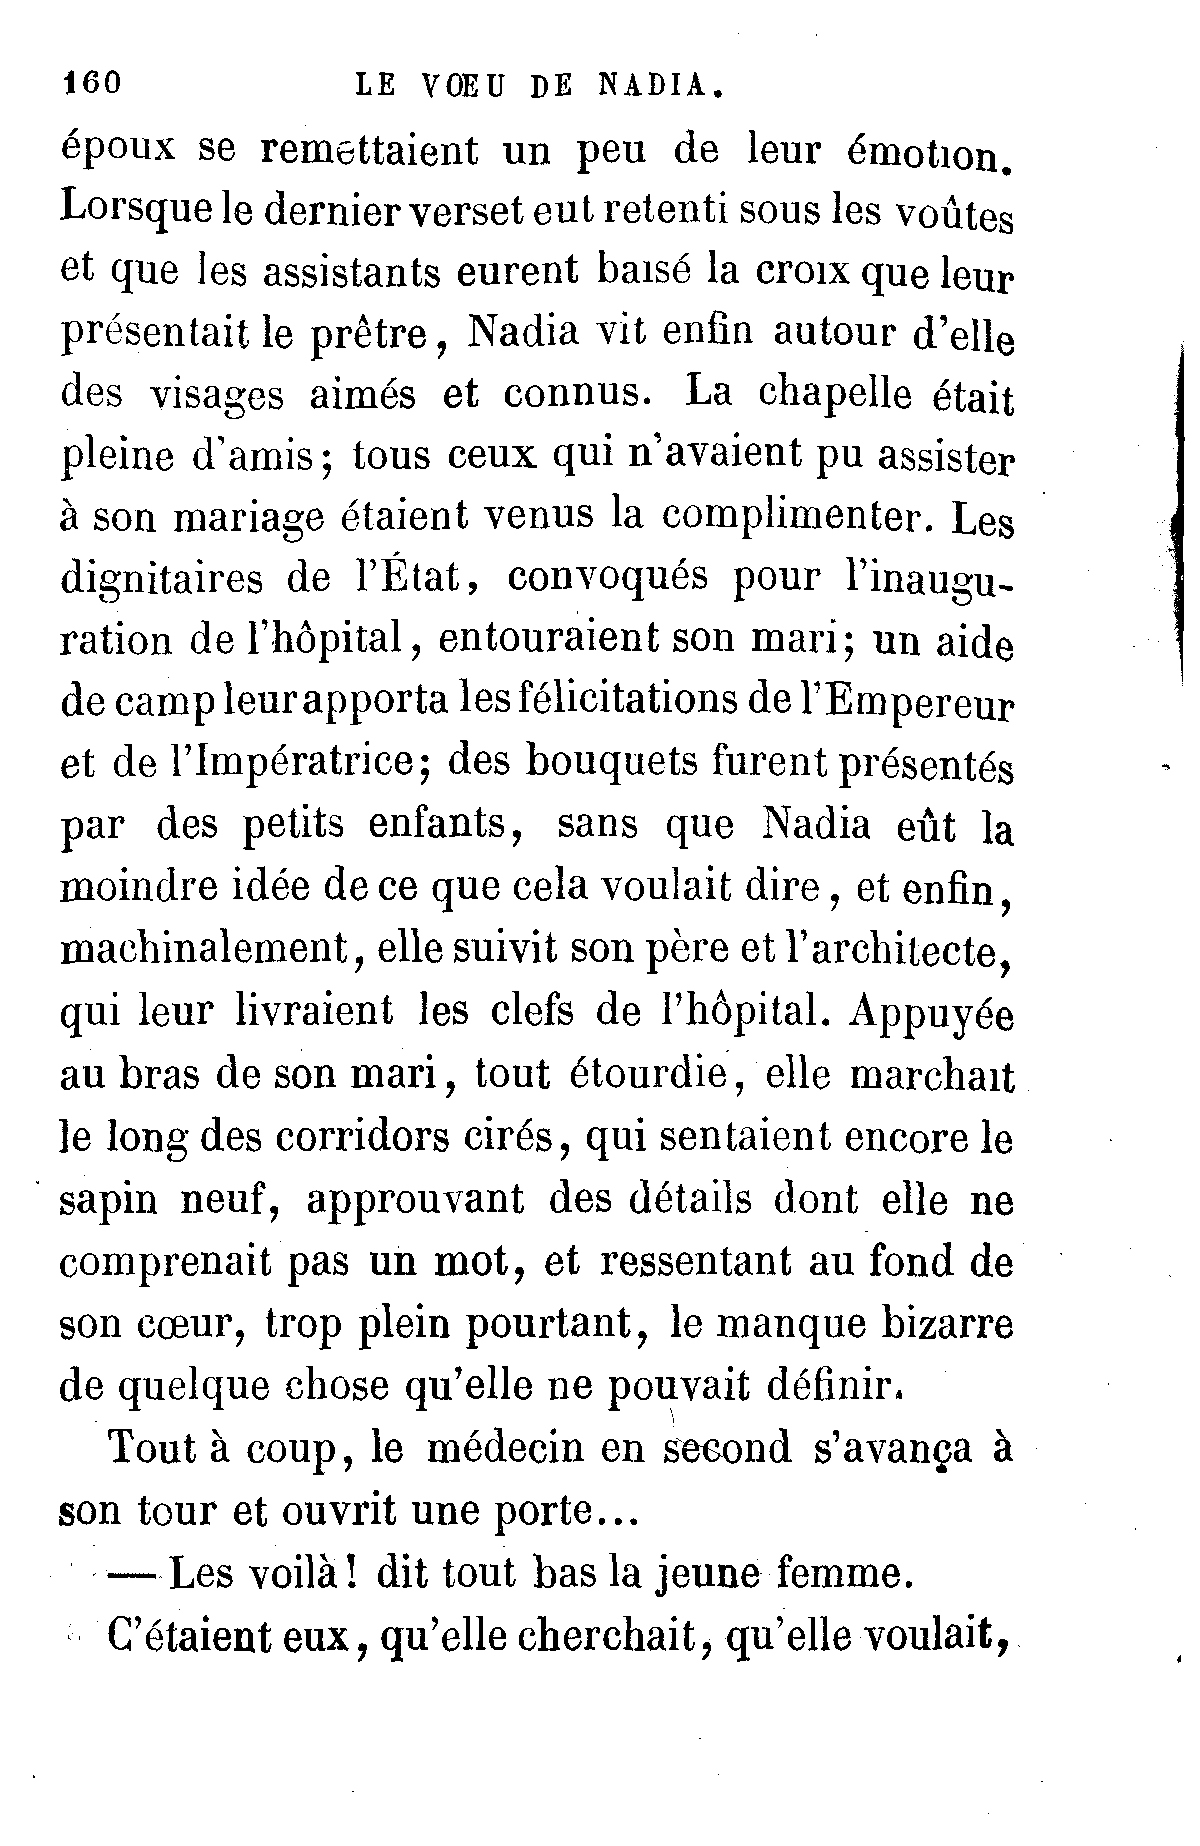 160 LE VŒU DE NADIA.
époux se remettaient un peu de leur émotion.
Lorsque le dernier verset eut retenti sous les voûtes
et que les assistants eurent baisé la croix que leur
présentait le prêtre, Nadia vit enfin autour d'elle
des visages aimés et connus. La chapelle était
pleine d'amis; tous ceux qui n'avaient pu assister
à son mariage étaient venus la complimenter. Les
dignitaires de l'État, convoqués pour l'inaugu-
ration de l'hôpital, entouraient son mari; un aide
de camp leur apporta les félicitations de l'Empereur
et de l'Impératrice; des bouquets furent présentés
par des petits enfants, sans que Nadia eût la
moindre idée de ce que cela voulait dire, et enfin,
machinalement, elle suivit son père et l'architecte,
qui leur livraient les clefs de l'hôpital. Appuyée
au bras de son mari, tout étourdie, elle marchait
le long des corridors cirés, qui sentaient encore le
sapin neuf, approuvant des détails dont elle ne
comprenait pas un mot, et ressentant au fond de
son cœur, trop plein pourtant, le manque bizarre
de quelque chose qu'elle ne pouvait définir.
Tout à coup, le médecin en second s'avança à
son tour et ouvrit une porte...
— Les voilà! dit tout bas la jeune femme.
C'étaient eux, qu'elle cherchait, qu'elle voulait,